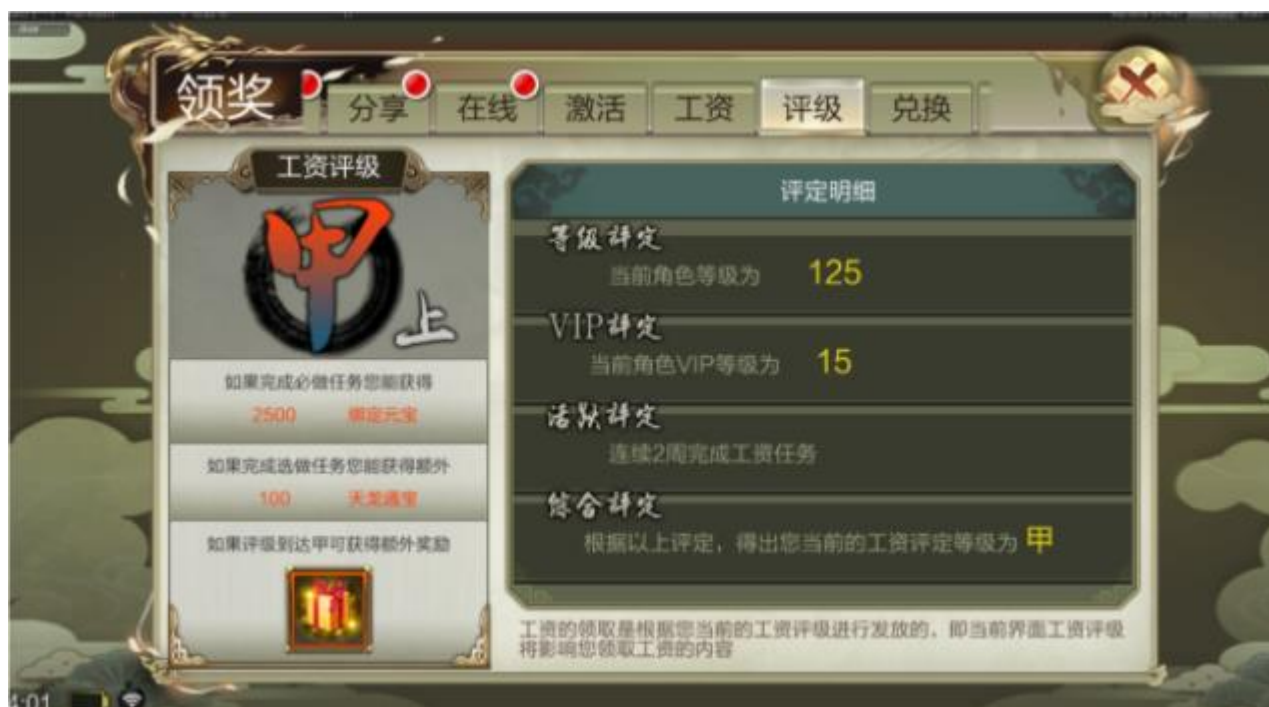 领奖
分享
在线
激活
工资
评级
兑换
工资评级
甲
上
如果完成必做任务您能获得
2500 绑定元宝
如果完成选做任务您能获得额外
100 天龙通宝
如果评级到达甲可获得额外奖励
评定明细
等级评定
当前角色等级为 125
VIP评定
当前角色VIP等级为 15
活跃评定
连续2周完成工资任务
综合评定
根据以上评定，得出您当前的工资评定等级为 甲
工资的领取是根据您当前的工资评级进行发放的，即当前界面工资评级
将影响您领取工资的内容
4:01